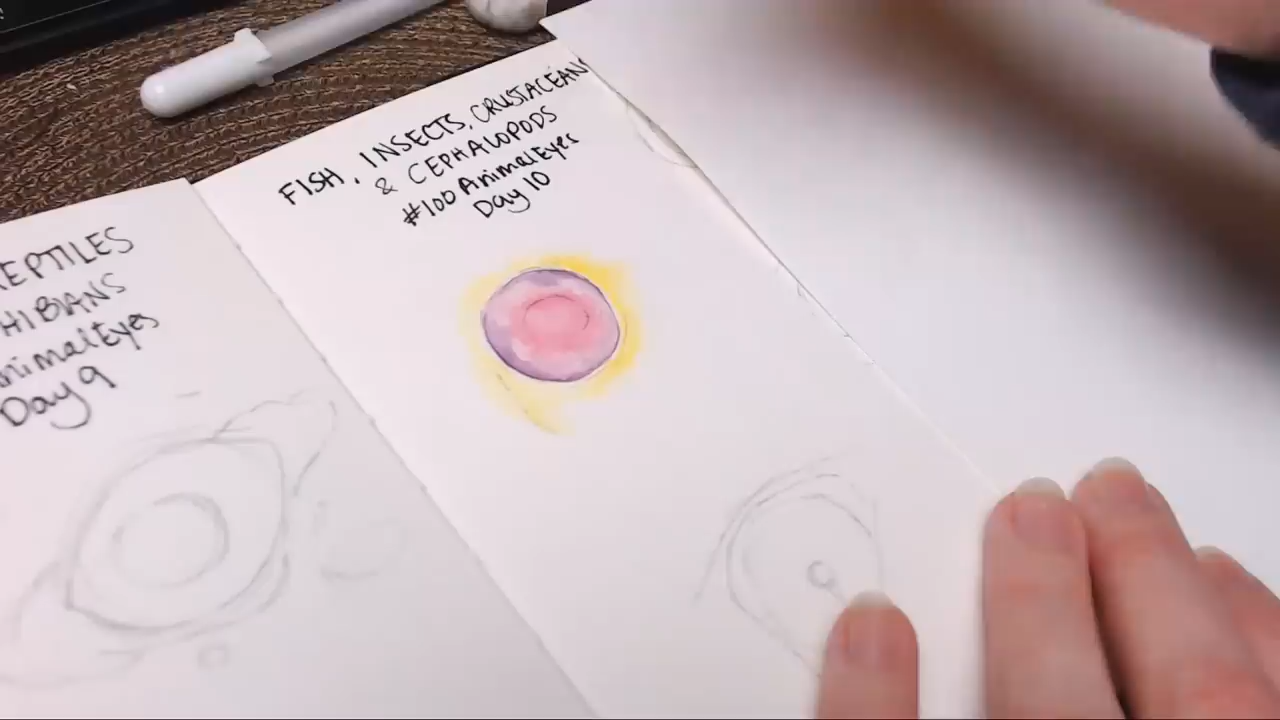 EPTILES
HIBIANS
nimalEyes
Day 9
FISH, INSECTS, CRUSTACEANS
& CEPHALOPODS
#100AnimalEyes
Day 10